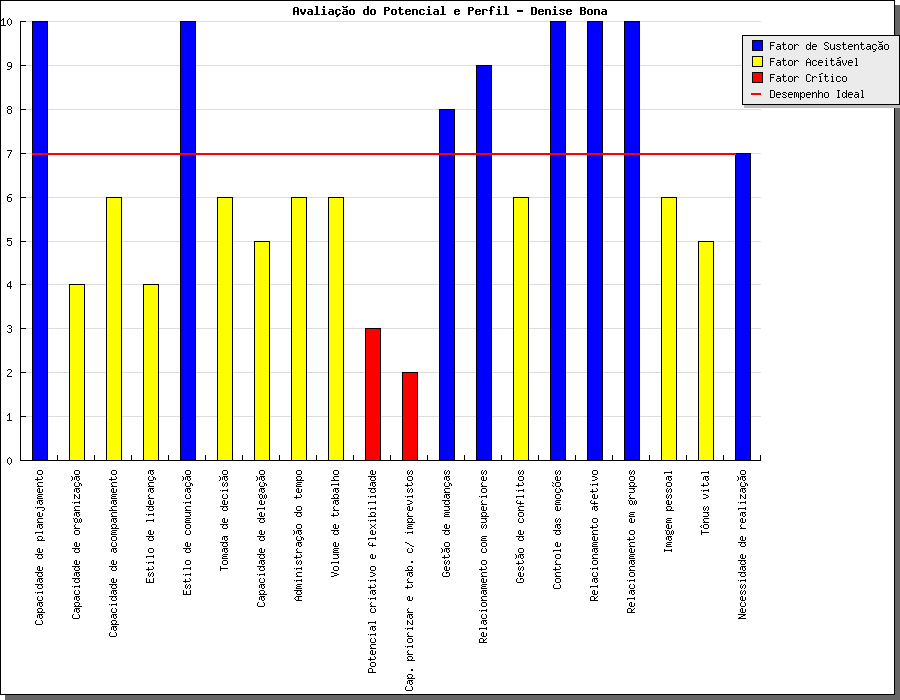 Avaliação do Potencial e Perfil - Denise Bona
10
9
8
7
6
5
4
3
2
1
0
Fator de Sustentação
Fator Aceitável
Fator Crítico
Desempenho Ideal
Capacidade de planejamento
Capacidade de organização
Capacidade de acompanhamento
Estilo de liderança
Estilo de comunicação
Tomada de decisão
Capacidade de delegação
Administração do tempo
Volume de trabalho
Potencial criativo e flexibilidade
Cap. priorizar e trab. c/ imprevistos
Gestão de mudanças
Relacionamento com superiores
Gestão de conflitos
Controle das emoções
Relacionamento afetivo
Relacionamento em grupos
Imagem pessoal
Tônus vital
Necessidade de realização